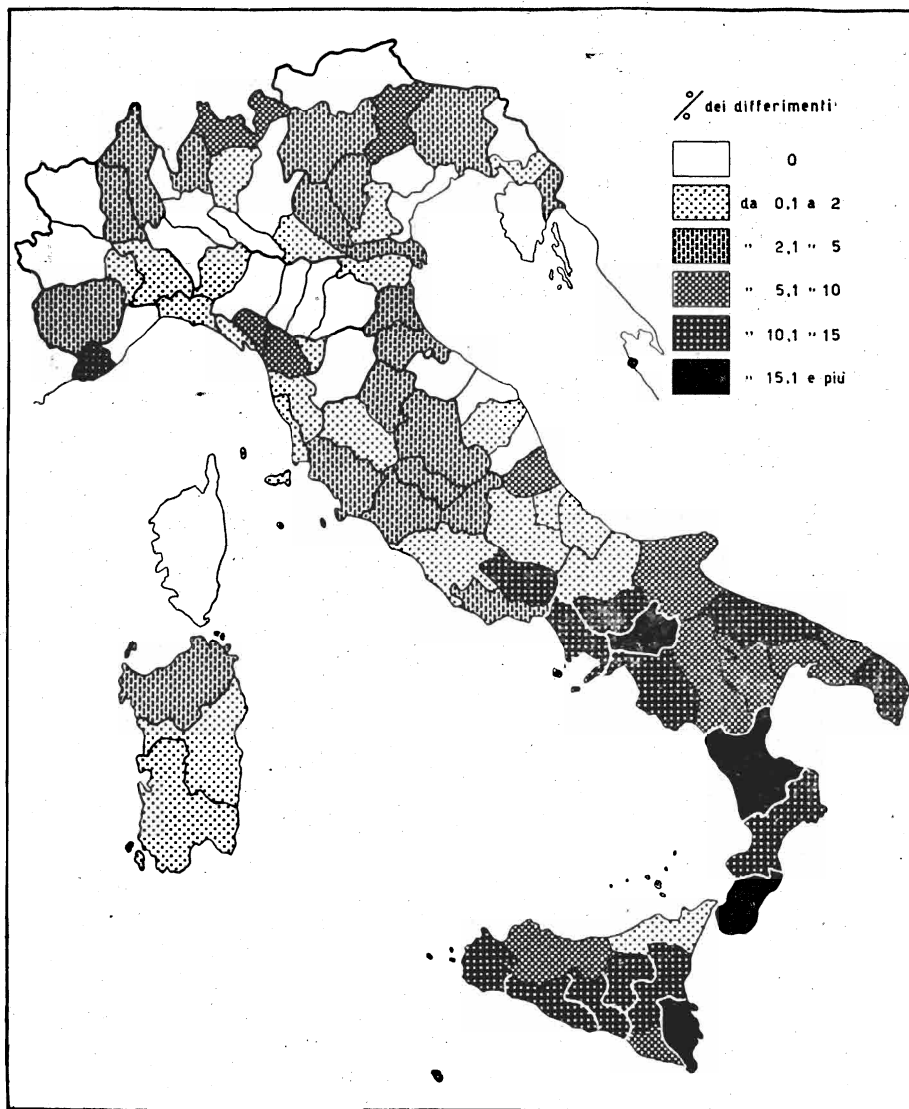 % dei differimenti
0
da 0,1 a 2
" 2,1 " 5
" 5,1 " 10
" 10,1 " 15
" 15,1 e più